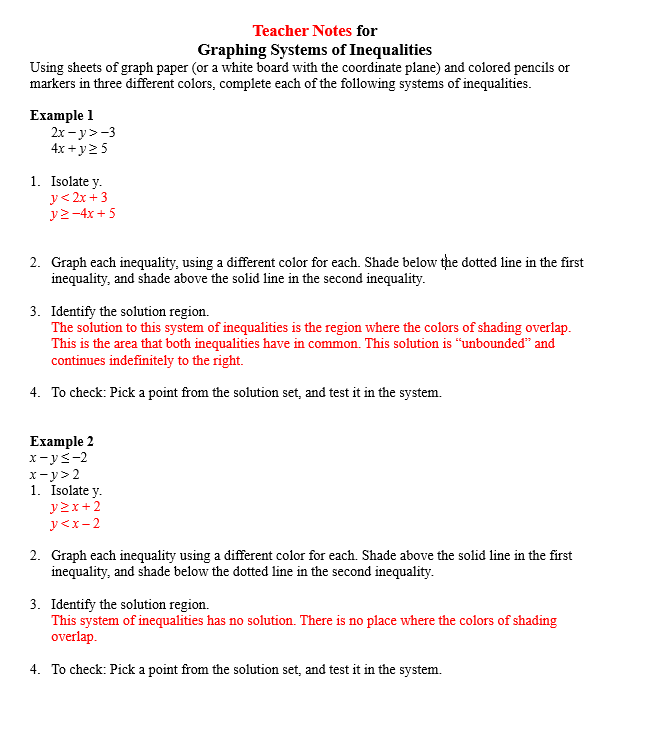 Teacher Notes for
Graphing Systems of Inequalities
Using sheets of graph paper (or a white board with the coordinate plane) and colored pencils or
markers in three different colors, complete each of the following systems of inequalities.
Example 1
2x – y > –3
4x + y ≥ 5
1. Isolate y.
y < 2x + 3
y ≥ –4x + 5
2. Graph each inequality, using a different color for each. Shade below the dotted line in the first
inequality, and shade above the solid line in the second inequality.
3. Identify the solution region.
The solution to this system of inequalities is the region where the colors of shading overlap.
This is the area that both inequalities have in common. This solution is “unbounded” and
continues indefinitely to the right.
4. To check: Pick a point from the solution set, and test it in the system.
Example 2
x – y ≤ –2
x – y > 2
1. Isolate y.
y ≥ x + 2
y < x – 2
2. Graph each inequality using a different color for each. Shade above the solid line in the first
inequality, and shade below the dotted line in the second inequality.
3. Identify the solution region.
This system of inequalities has no solution. There is no place where the colors of shading
overlap.
4. To check: Pick a point from the solution set, and test it in the system.